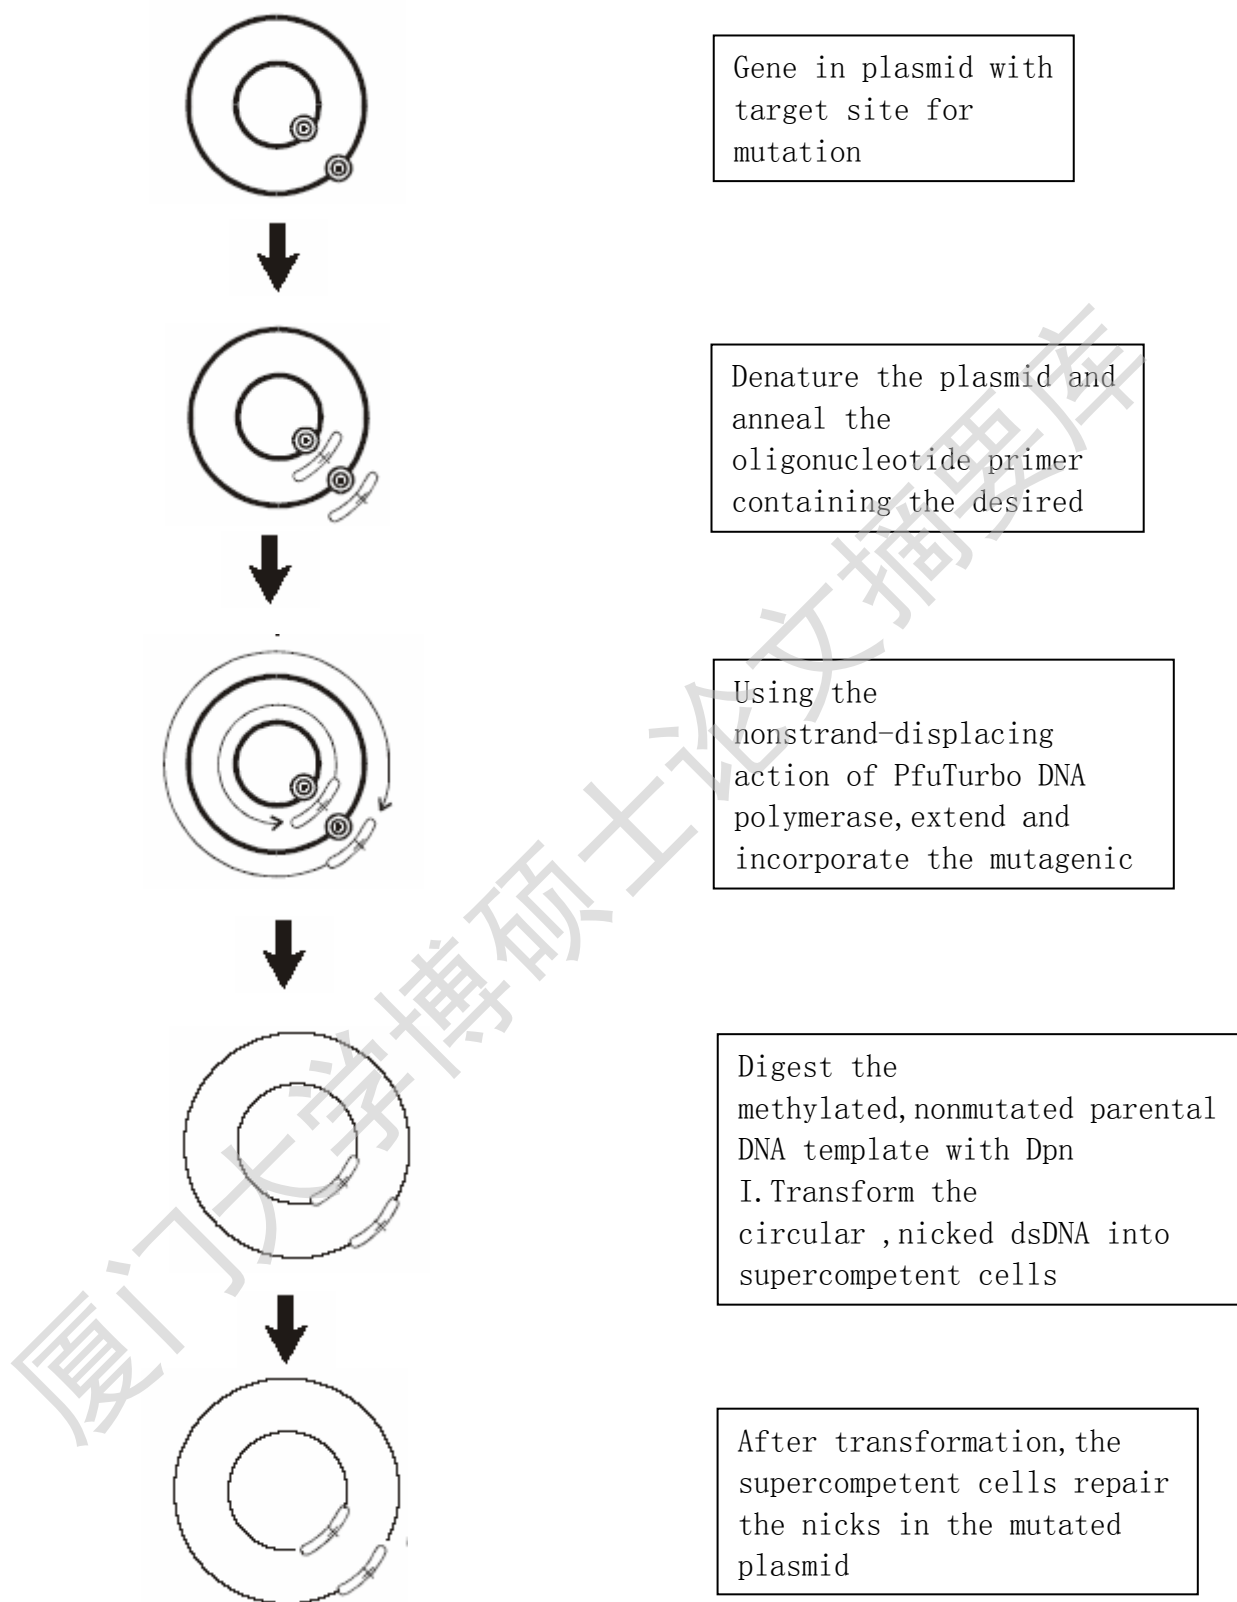 Gene in plasmid with
target site for
mutation
Denature the plasmid and
anneal the
oligonucleotide primer
containing the desired
Using the
nonstrand-displacing
action of PfuTurbo DNA
polymerase,extend and
incorporate the mutagenic
Digest the
methylated,nonmutated parental
DNA template with Dpn
I.Transform the
circular ,nicked dsDNA into
supercompetent cells
After transformation,the
supercompetent cells repair
the nicks in the mutated
plasmid
厦门大学博硕士论文摘要库